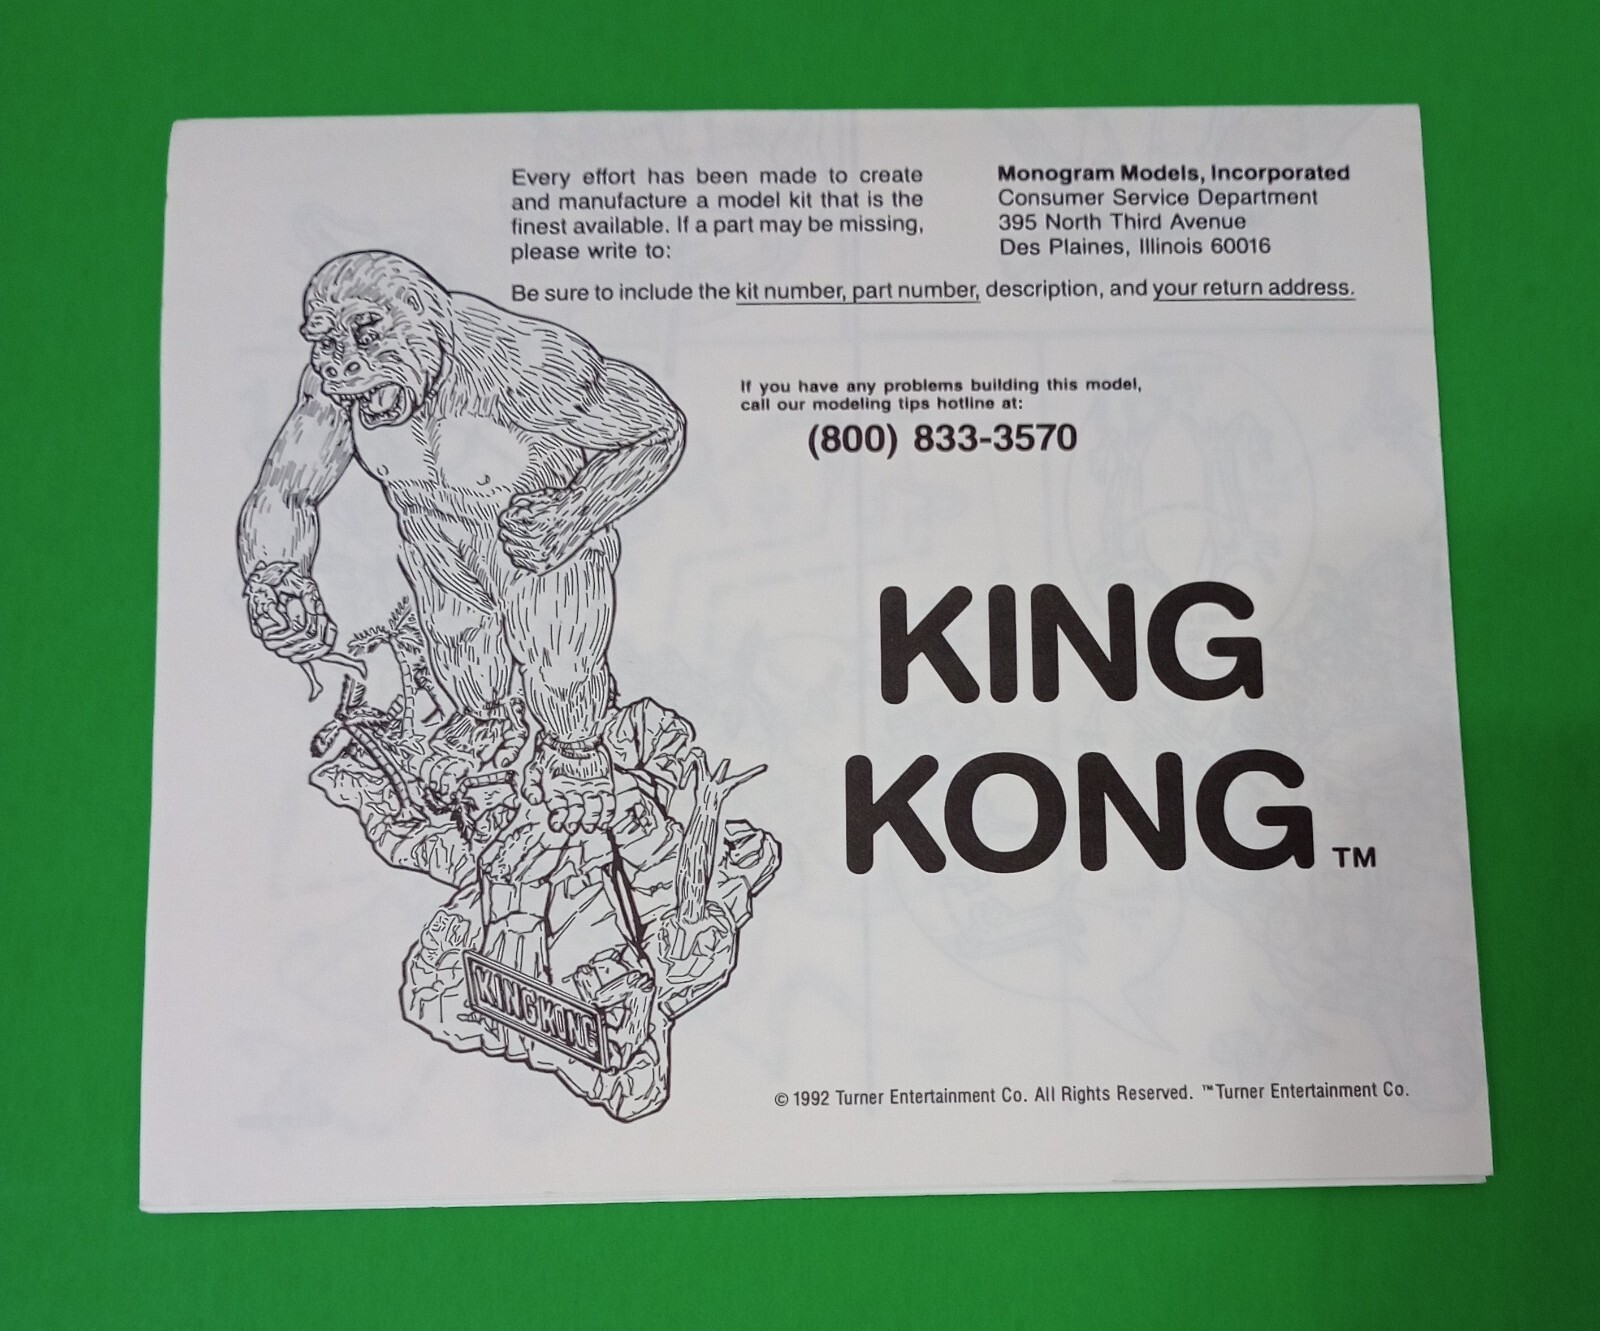 Every effort has been made to create
and manufacture a model kit that is the
finest available. If a part may be missing,
please write to:
Monogram Models, Incorporated
Consumer Service Department
395 North Third Avenue
Des Plaines, Illinois 60016
Be sure to include the kit number, part number, description, and your return address.
If you have any problems building this model,
call our modeling tips hotline at:
(800) 833-3570
KING
KONG TM
KING KONG
© 1992 Turner Entertainment Co. All Rights Reserved. ™Turner Entertainment Co.